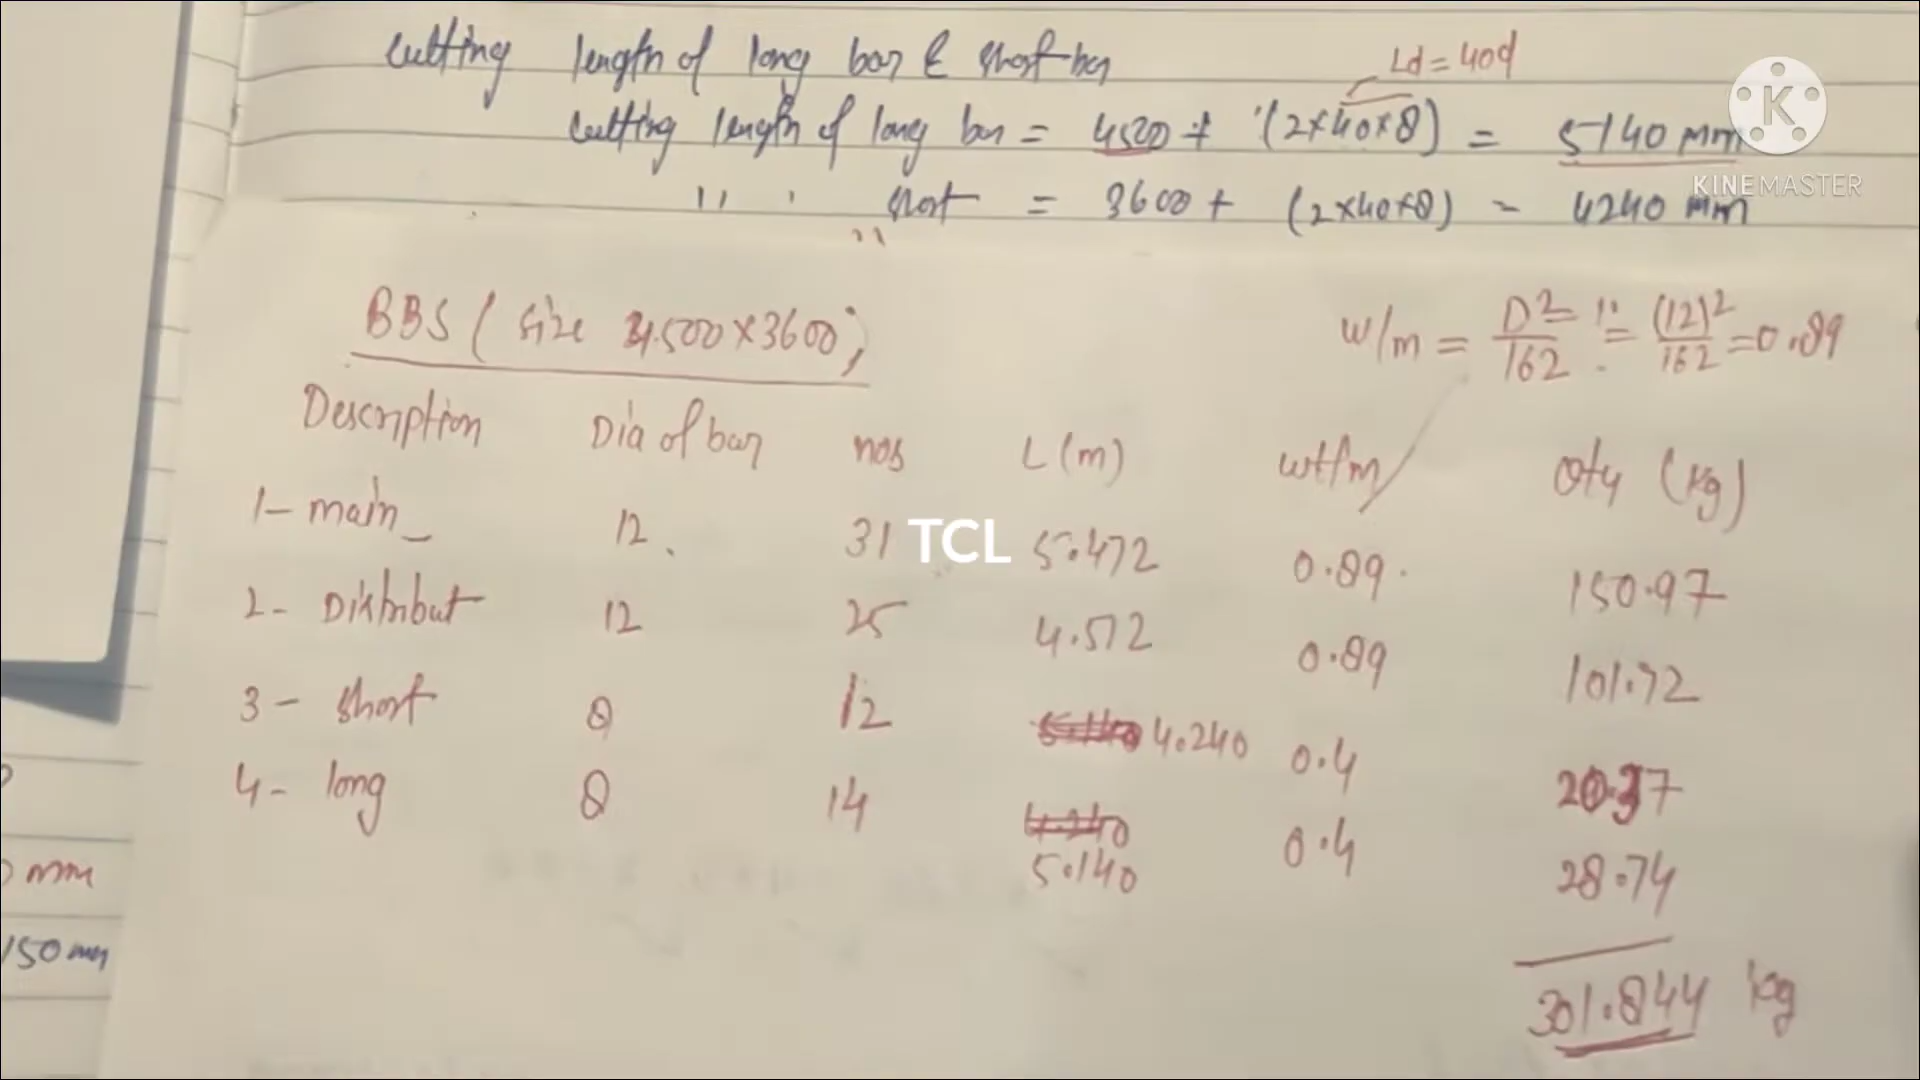 Cutting length of long bar & short bar
Ld = 40d
Cutting length of long bar = 4500 + (2×40×8) = 5140 mm
" " short " = 3600 + (2×40×8) = 4240 mm
KINEMASTER
BBS ( Size 4.500×3600)
w/m = D²/162 = (12)²/162 = 0.89
Description Dia of bar nos L(m) wt/m Qty (kg)
1- main 12 31 5.472 0.89 150.97
2- Distribut 12 25 4.572 0.89 101.72
3- short 8 12 4.240 0.4 20.37
4- long 8 14 5.140 0.4 28.74
301.844 kg
TCL
mm
150 mm